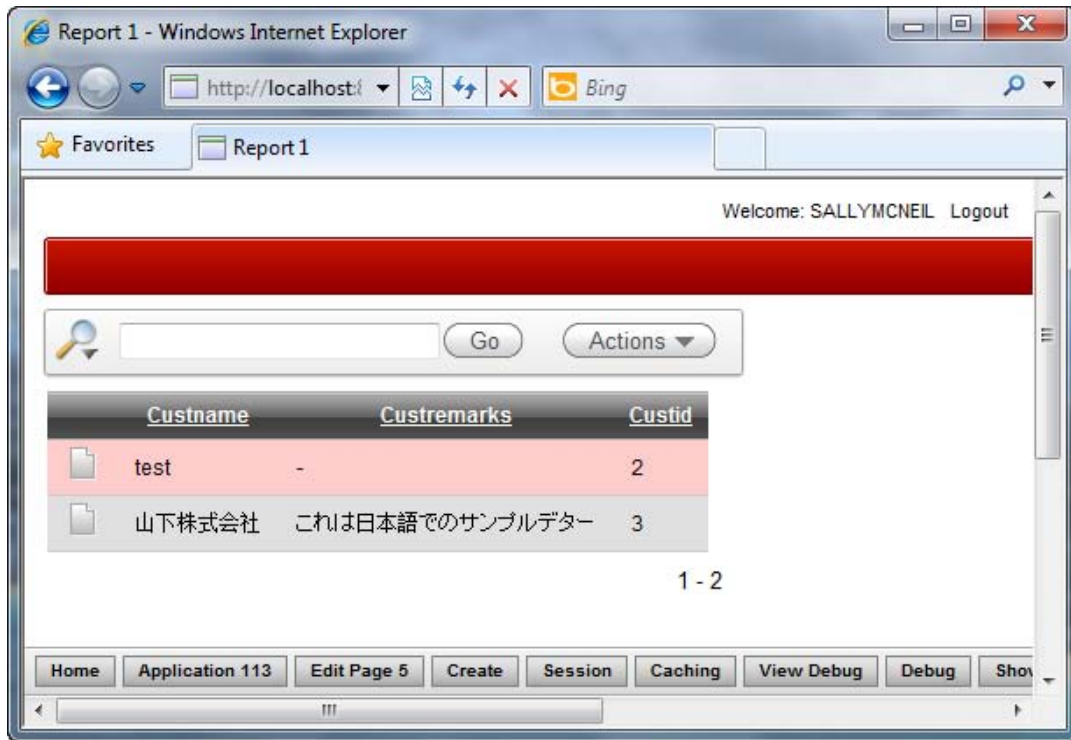 Report 1 - Windows Internet Explorer
http://localhost:
Bing
Favorites
Report 1
Welcome: SALLYMCNEIL Logout
Go
Actions
Custname Custremarks Custid
test - 2
山下株式会社 これは日本語でのサンプルデター 3
1 - 2
Home Application 113 Edit Page 5 Create Session Caching View Debug Debug